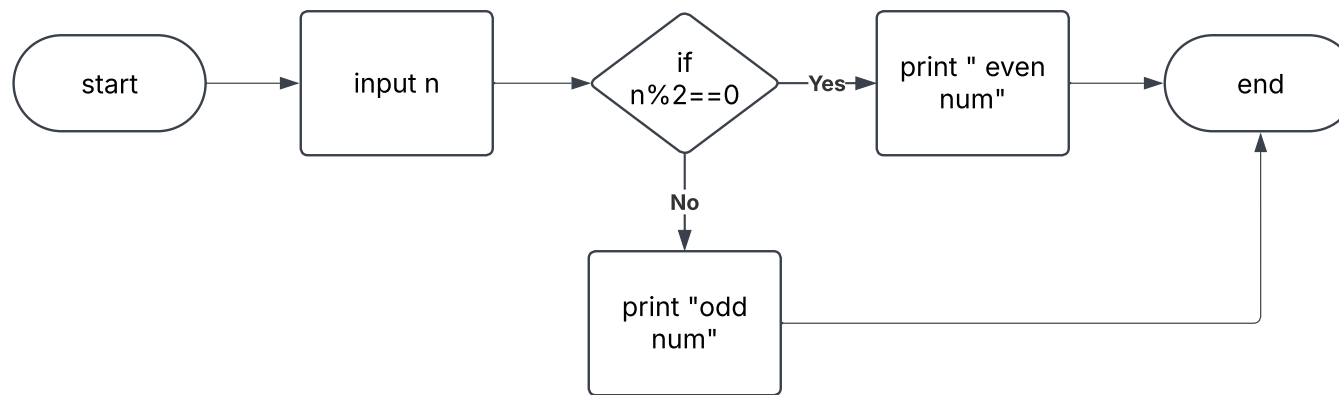 start
input n
if
n%2==0
Yes
print " even
num"
end
No
print "odd
num"